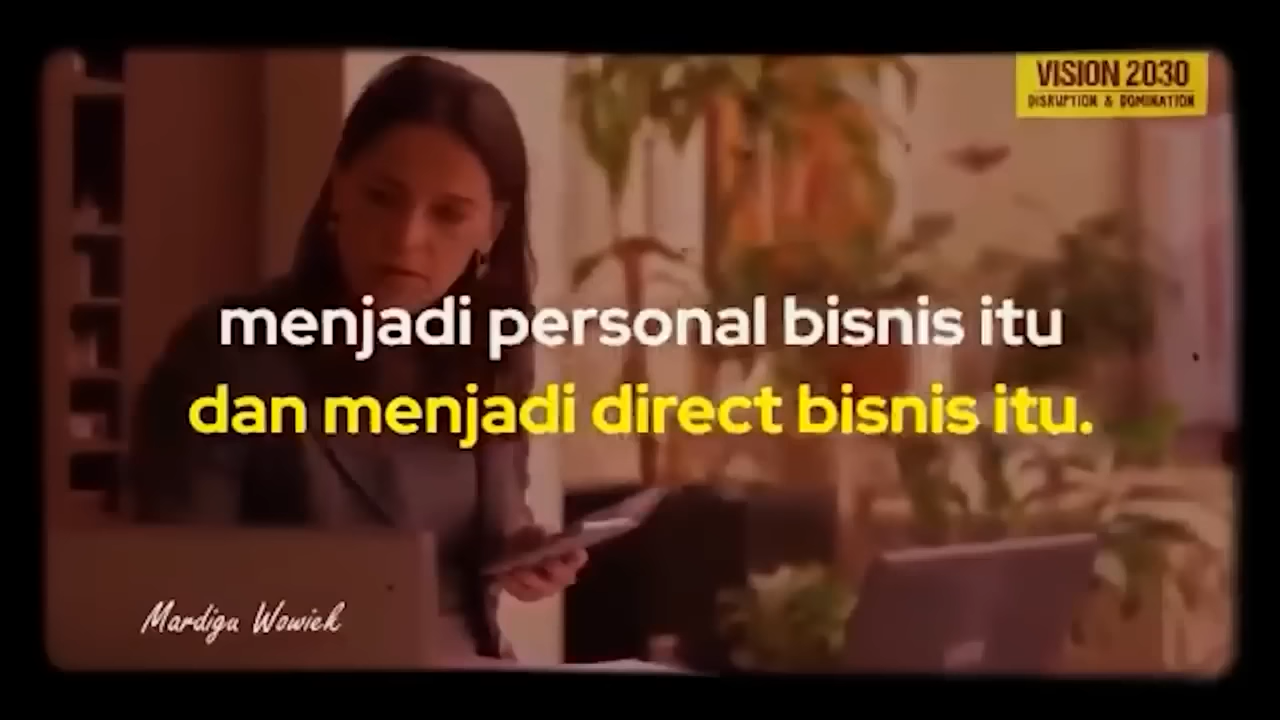 VISION 2030
DISRUPTION & DOMINATION
menjadi personal bisnis itu
dan menjadi direct bisnis itu.
Mardigu Wowiek